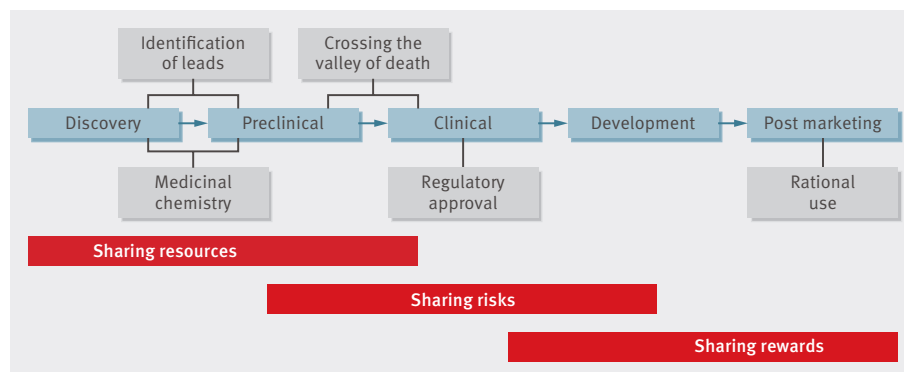 Identification
of leads
Crossing the
valley of death
Discovery
Preclinical
Clinical
Development
Post marketing
Medicinal
chemistry
Regulatory
approval
Rational
use
Sharing resources
Sharing risks
Sharing rewards